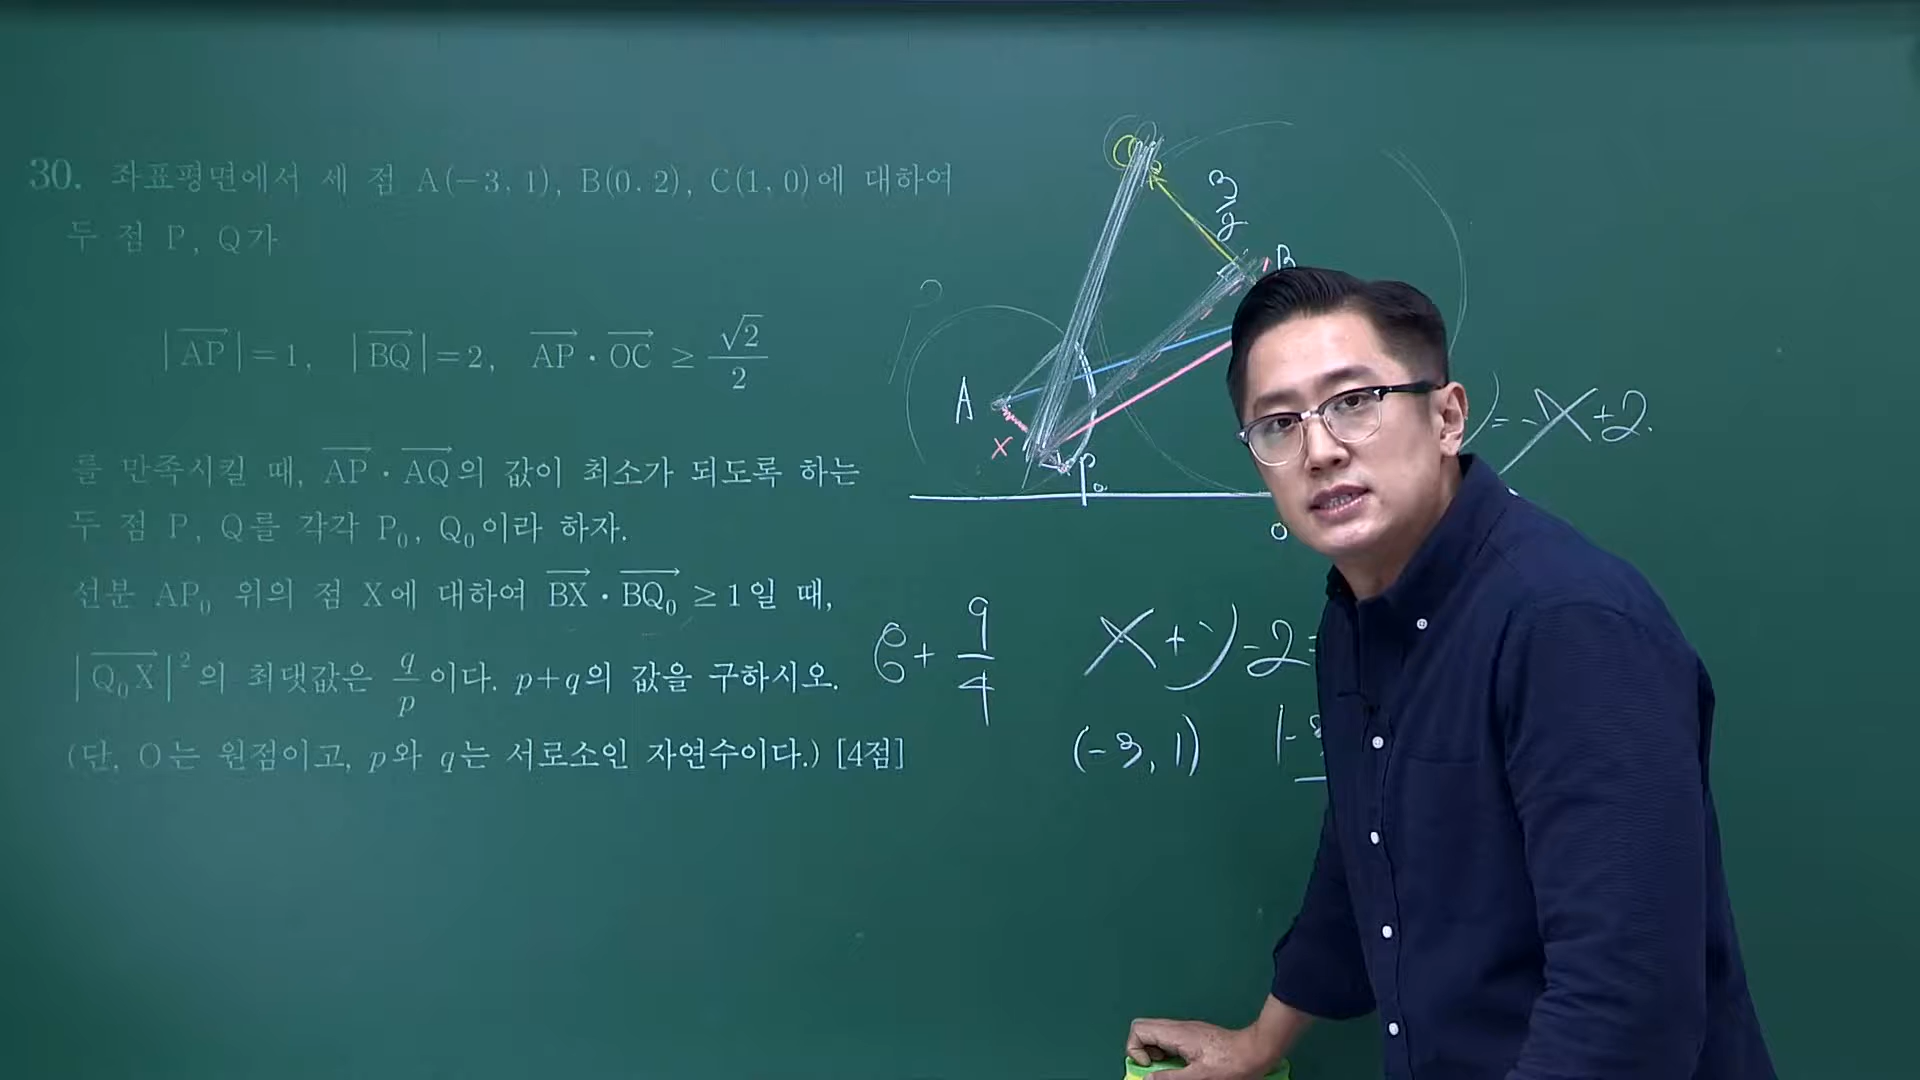 30. 좌표평면에서 세 점 A(-3, 1), B(0, 2), C(1, 0)에 대하여
두 점 P, Q가
|AP|=1, |BQ|=2, AP · OC ≥ √2/2
를 만족시킬 때, AP · AQ의 값이 최소가 되도록 하는
두 점 P, Q를 각각 P₀, Q₀이라 하자.
선분 AP₀ 위의 점 X에 대하여 BX · BQ₀ ≥ 1일 때,
|Q₀X|²의 최댓값은 q/p이다. p+q의 값을 구하시오.
(단, O는 원점이고, p와 q는 서로소인 자연수이다.) [4점]
3/2
B
A
X
P₀
O
=-x+2.
6+ 9/4
x+y-2=
(-3, 1)